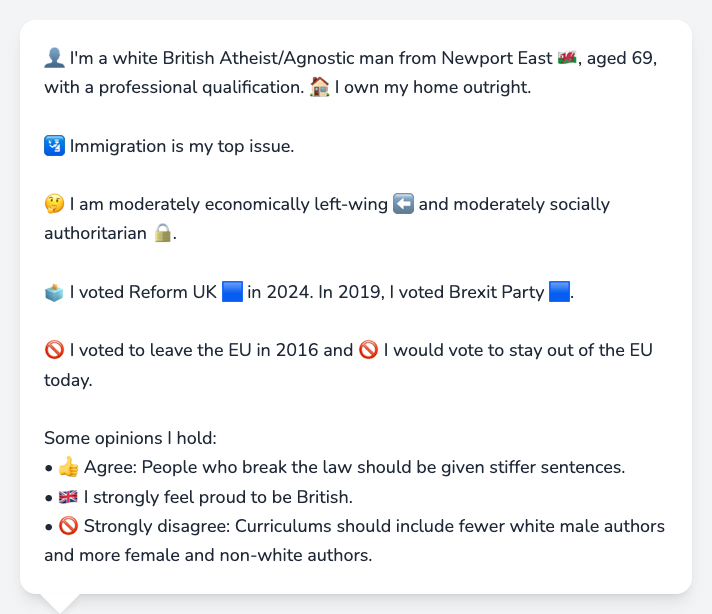 👤 I'm a white British Atheist/Agnostic man from Newport East 🏴󠁧󠁢󠁷󠁬󠁳󠁿, aged 69,
with a professional qualification. 🏠 I own my home outright.
🛂 Immigration is my top issue.
🤔 I am moderately economically left-wing ⬅️ and moderately socially
authoritarian 🔒.
🗳️ I voted Reform UK 🟦 in 2024. In 2019, I voted Brexit Party 🟦.
🚫 I voted to leave the EU in 2016 and 🚫 I would vote to stay out of the EU
today.
Some opinions I hold:
• 👍 Agree: People who break the law should be given stiffer sentences.
• 🇬🇧 I strongly feel proud to be British.
• 🚫 Strongly disagree: Curriculums should include fewer white male authors
and more female and non-white authors.